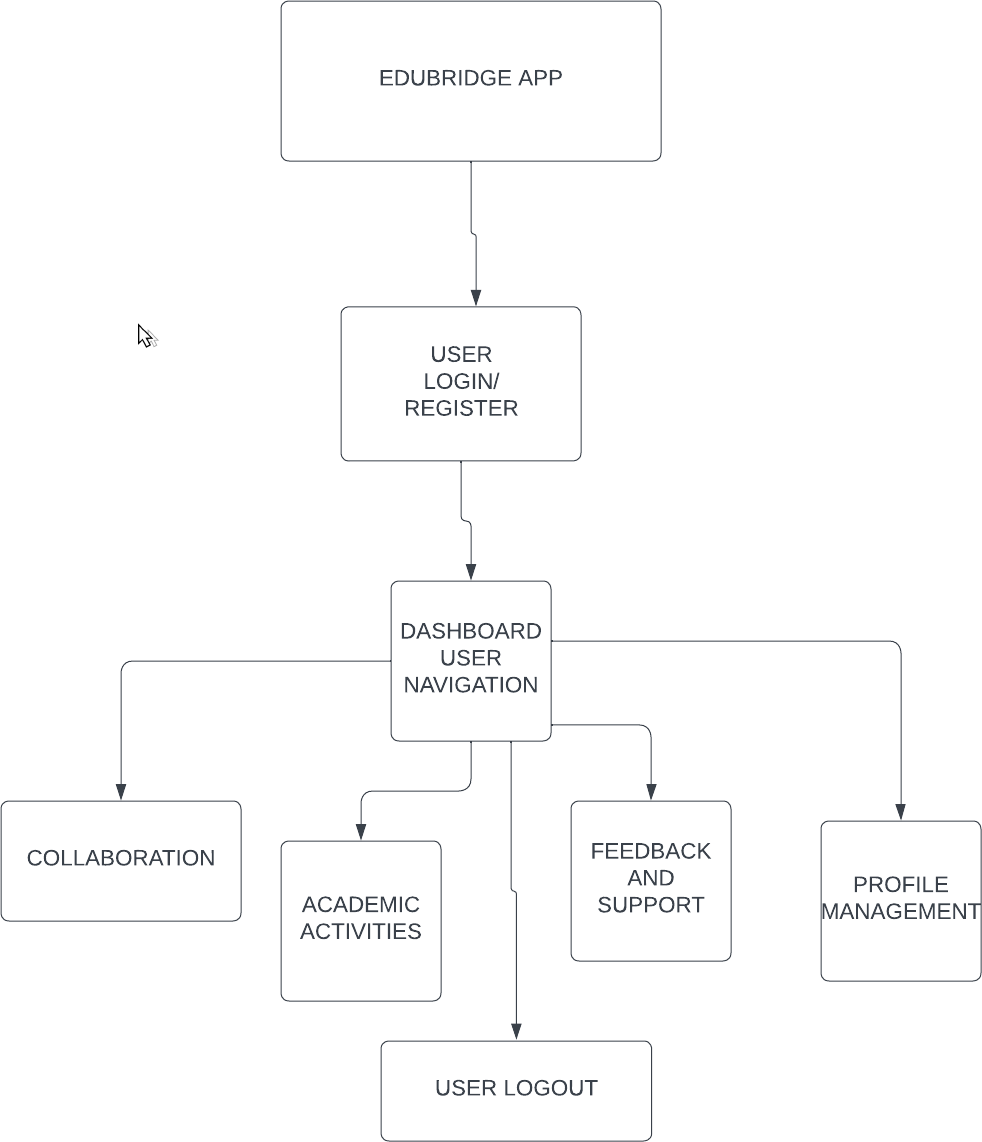 EDUBRIDGE APP
USER
LOGIN/
REGISTER
DASHBOARD
USER
NAVIGATION
COLLABORATION
ACADEMIC
ACTIVITIES
FEEDBACK
AND
SUPPORT
PROFILE
MANAGEMENT
USER LOGOUT